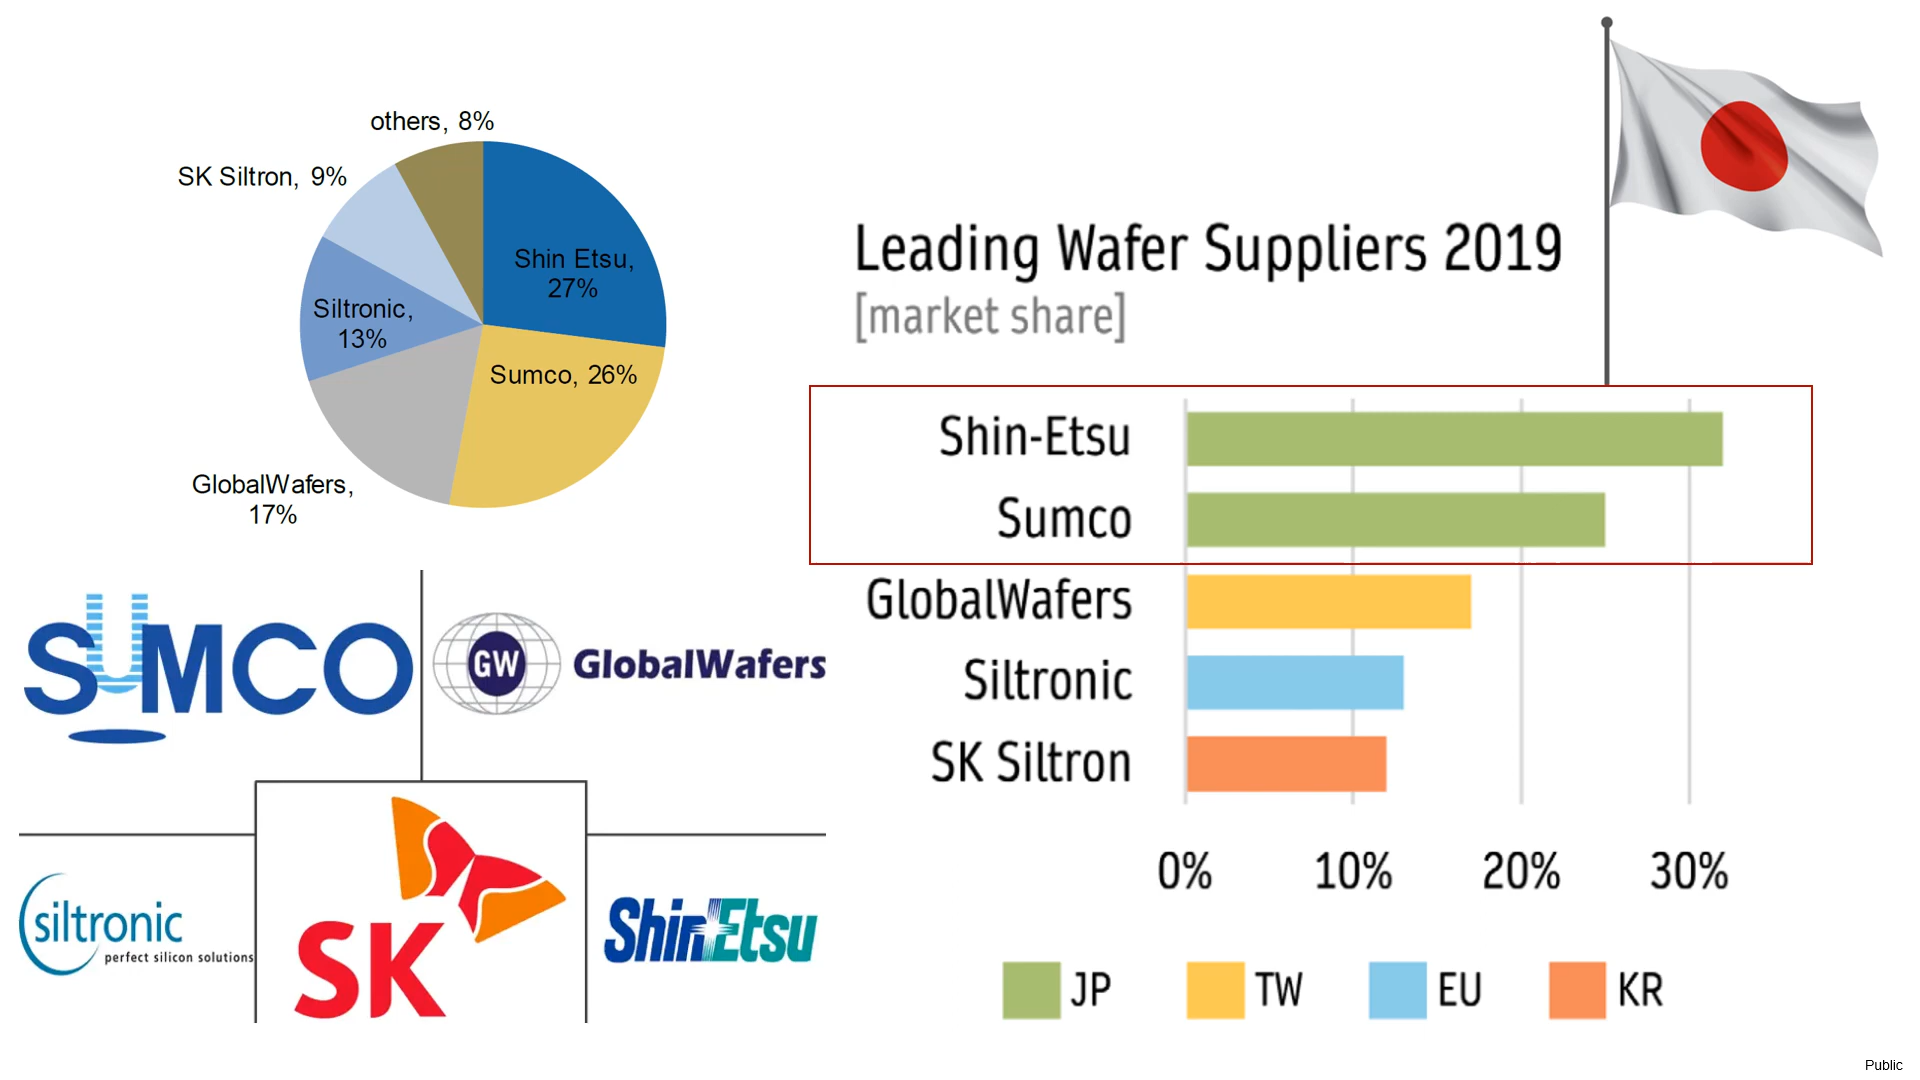 others, 8%
SK Siltron, 9%
Shin Etsu,
27%
Siltronic,
13%
Sumco, 26%
GlobalWafers,
17%
SUMCO
GW
GlobalWafers
siltronic
perfect silicon solutions
SK
ShinEtsu
Leading Wafer Suppliers 2019
[market share]
Shin-Etsu
Sumco
GlobalWafers
Siltronic
SK Siltron
0% 10% 20% 30%
JP TW EU KR
Public